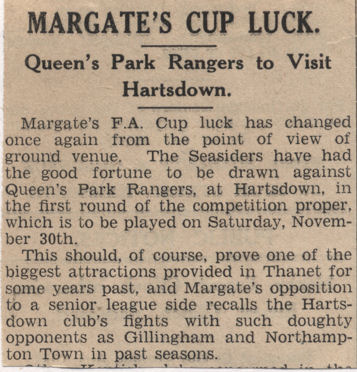 MARGATE'S CUP LUCK.
Queen's Park Rangers to Visit
Hartsdown.
Margate's F.A. Cup luck has changed
once again from the point of view of
ground venue. The Seasiders have had
the good fortune to be drawn against
Queen's Park Rangers, at Hartsdown, in
the first round of the competition proper,
which is to be played on Saturday, Novem-
ber 30th.
This should, of course, prove one of the
biggest attractions provided in Thanet for
some years past, and Margate's opposition
to a senior league side recalls the Harts-
down club's fights with such doughty
opponents as Gillingham and Northamp-
ton Town in past seasons.